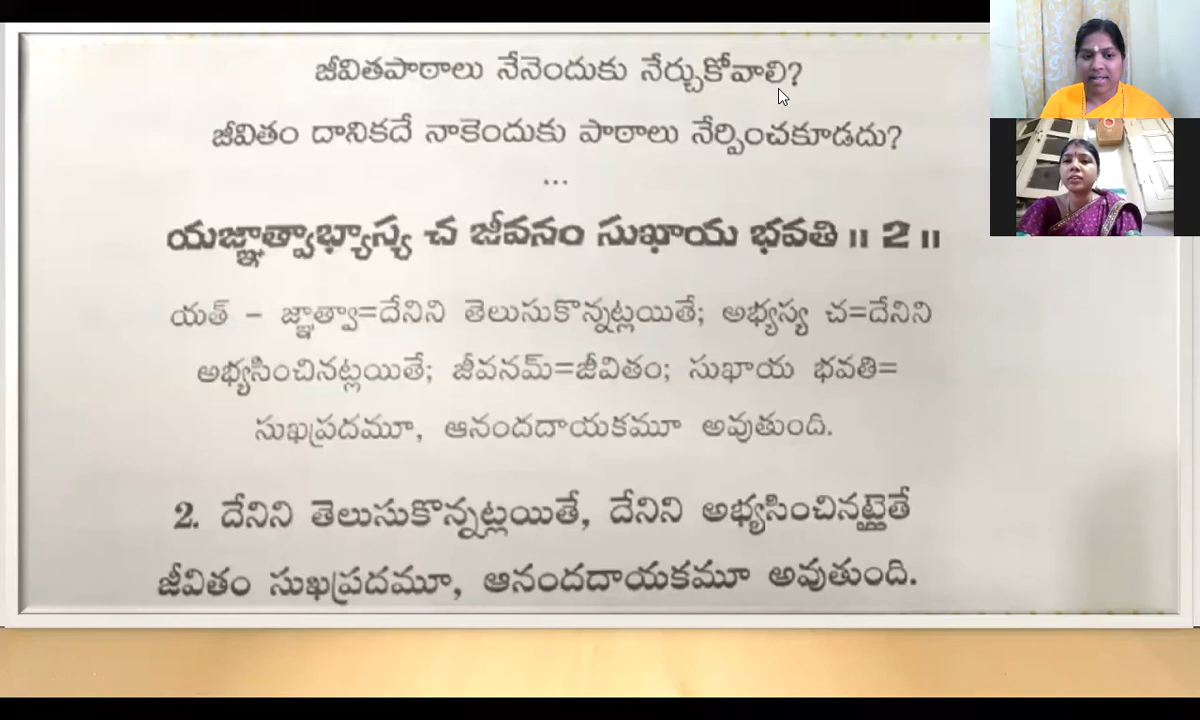 జీవితపాఠాలు నేనెందుకు నేర్చుకోవాలి?
జీవితం దానికదే నాకెందుకు పాఠాలు నేర్పించకూడదు?
...
యజ్ఞాత్వాభ్యాస్య చ జీవనం సుఖాయ భవతి ॥ 2 ॥
యత్ - జ్ఞాత్వా=దేనిని తెలుసుకొన్నట్లయితే; అభ్యస్య చ=దేనిని
అభ్యసించినట్లయితే; జీవనమ్=జీవితం; సుఖాయ భవతి=
సుఖప్రదమూ, ఆనందదాయకమూ అవుతుంది.
2. దేనిని తెలుసుకొన్నట్లయితే, దేనిని అభ్యసించినట్లైతే
జీవితం సుఖప్రదమూ, ఆనందదాయకమూ అవుతుంది.